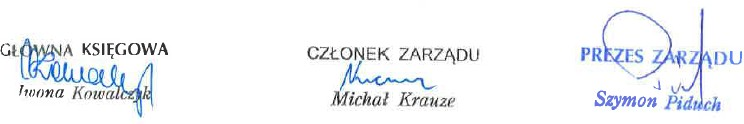 GŁÓWNA KSIĘGOWA
Iwona Kowalczyk
CZŁONEK ZARZĄDU
Michał Krauze
PREZES ZARZĄDU
Szymon Piduch